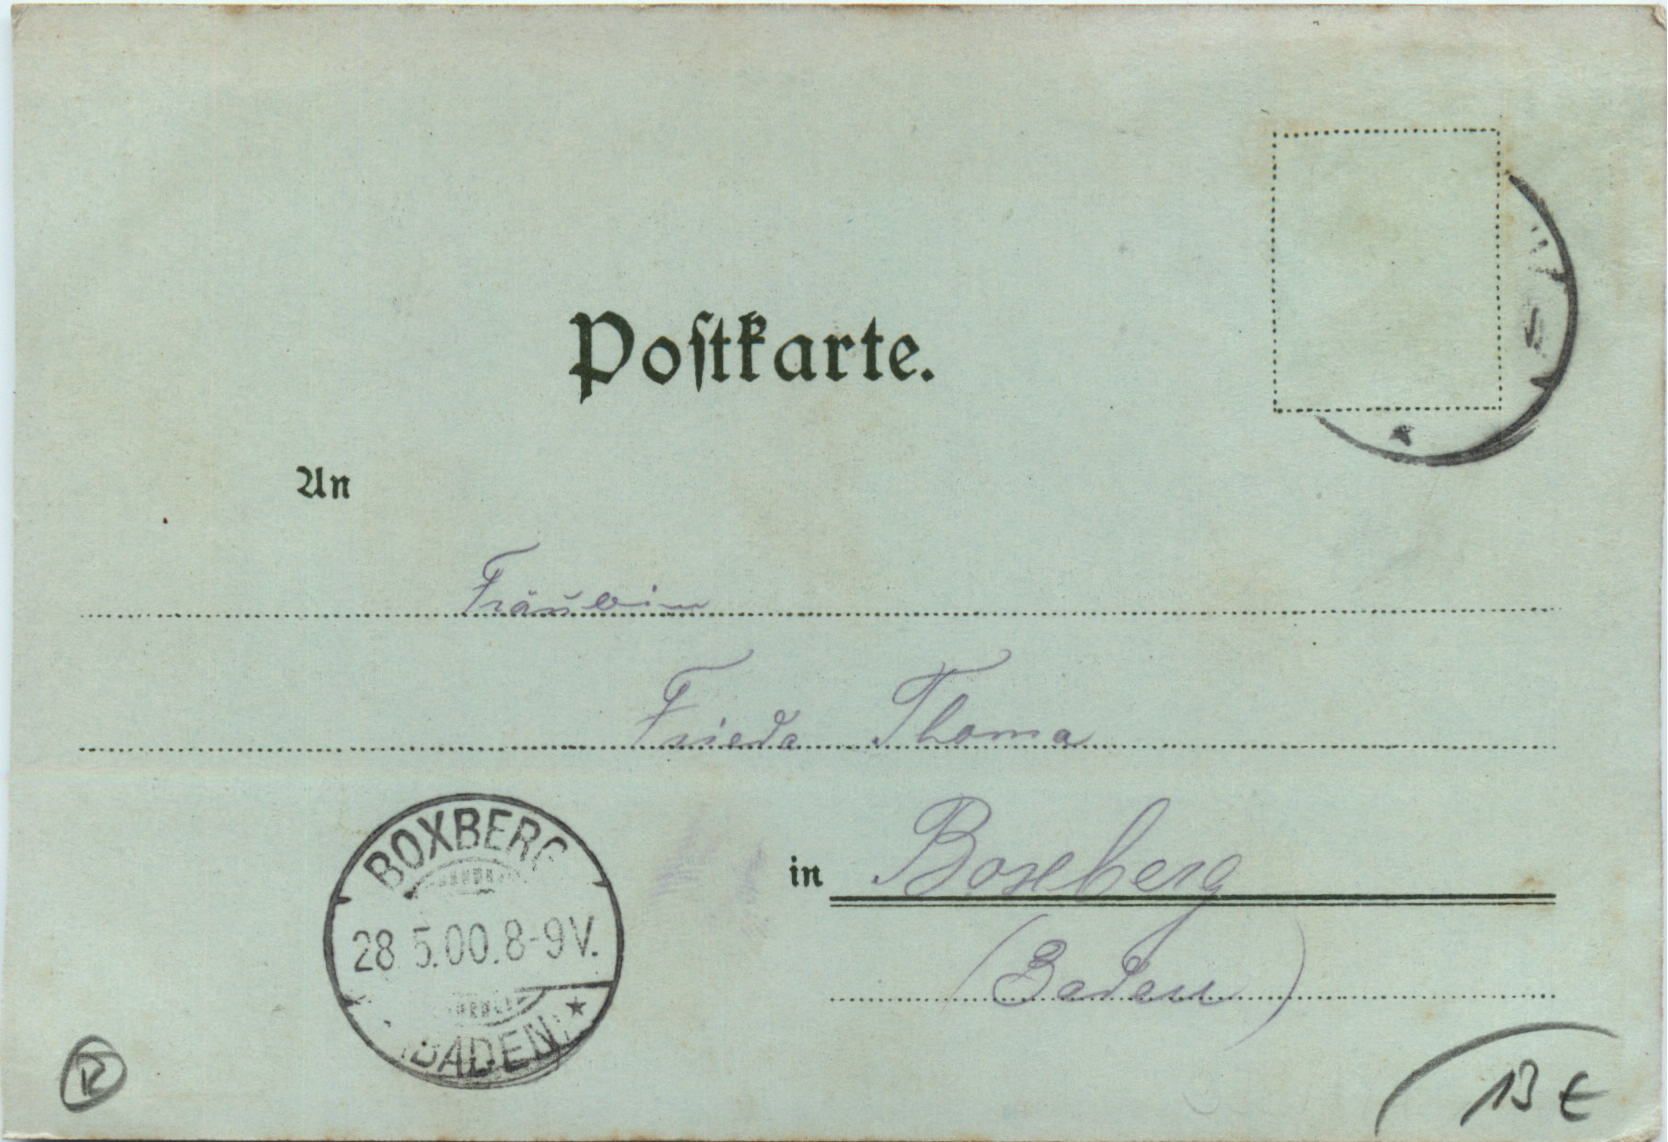 Postkarte.
An
Fräulein
Frieda Thoma
in Boxberg
(Baden)
BOXBERG
28 5.00.8-9V.
(BADEN) *
R
13 €